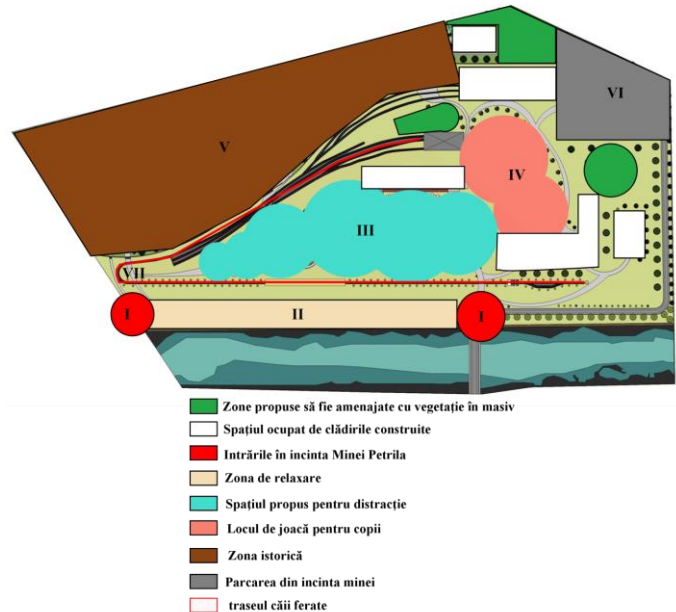 VI
V
IV
III
VII
I
II
I
Zone propuse să fie amenajate cu vegetație în masiv
Spațiul ocupat de clădirile construite
Intrările în incinta Minei Petrila
Zona de relaxare
Spațiul propus pentru distracție
Locul de joacă pentru copii
Zona istorică
Parcarea din incinta minei
traseul căii ferate